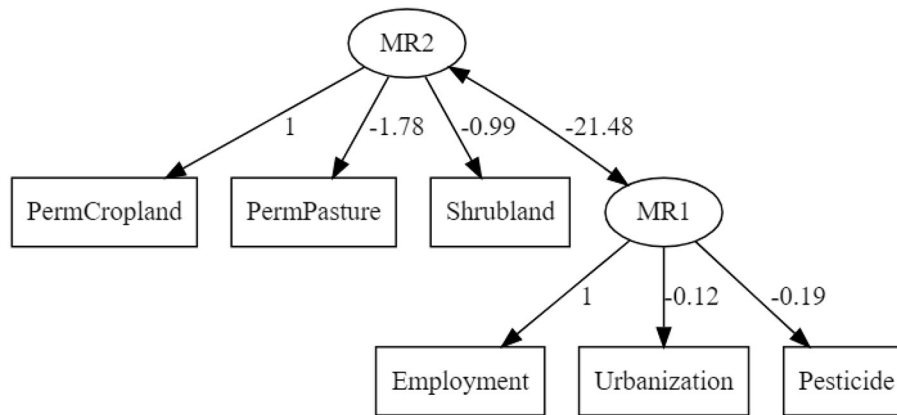 MR2
1
-1.78
-0.99
-21.48
PermCropland
PermPasture
Shrubland
MR1
1
-0.12
-0.19
Employment
Urbanization
Pesticide